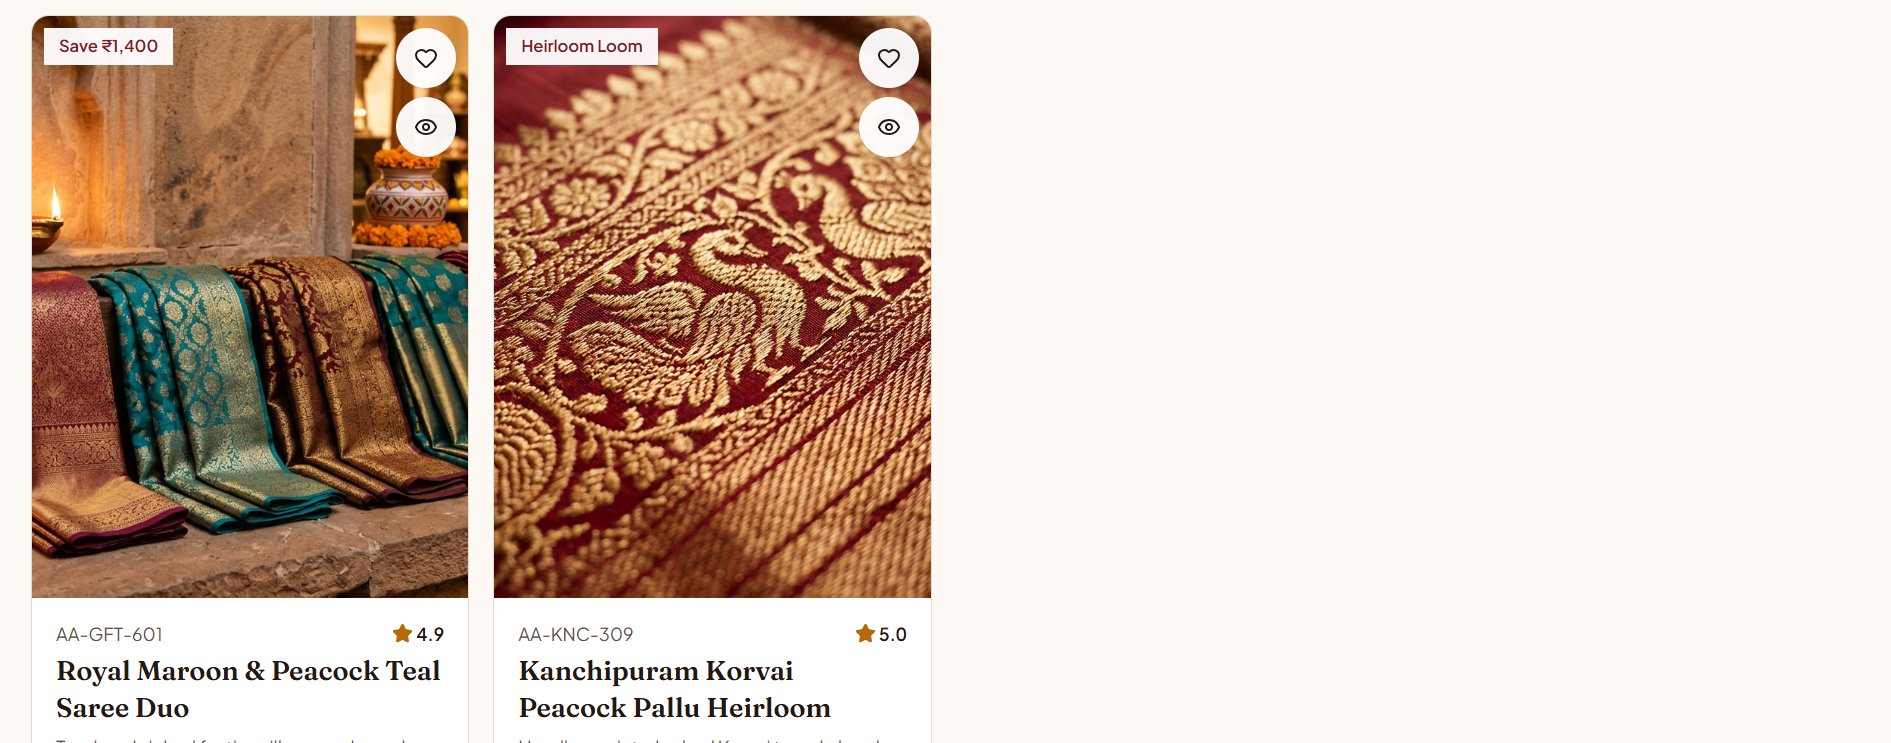 Save ₹1,400
Heirloom Loom
AA-GFT-601
4.9
Royal Maroon & Peacock Teal
Saree Duo
AA-KNC-309
5.0
Kanchipuram Korvai
Peacock Pallu Heirloom